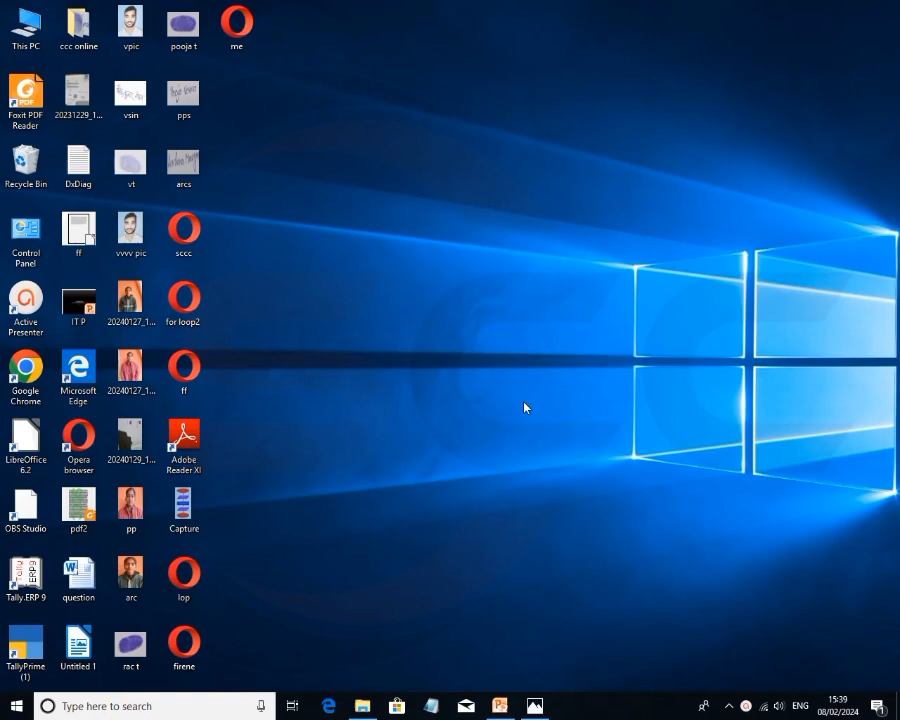 This PC
ccc online
vpic
pooja t
me
Foxit PDF
Reader
20231229_1...
vsin
pps
Recycle Bin
DxDiag
vt
arcs
Control
Panel
ff
vvvv pic
sccc
Active
Presenter
IT P
20240127_1...
for loop2
Google
Chrome
Microsoft
Edge
20240127_1...
ff
LibreOffice
6.2
Opera
browser
20240129_1...
Adobe
Reader XI
OBS Studio
pdf2
pp
Capture
Tally.ERP 9
question
arc
lop
TallyPrime
(1)
Untitled 1
rac t
firene
Type here to search
ENG
15:39
08/02/2024
1